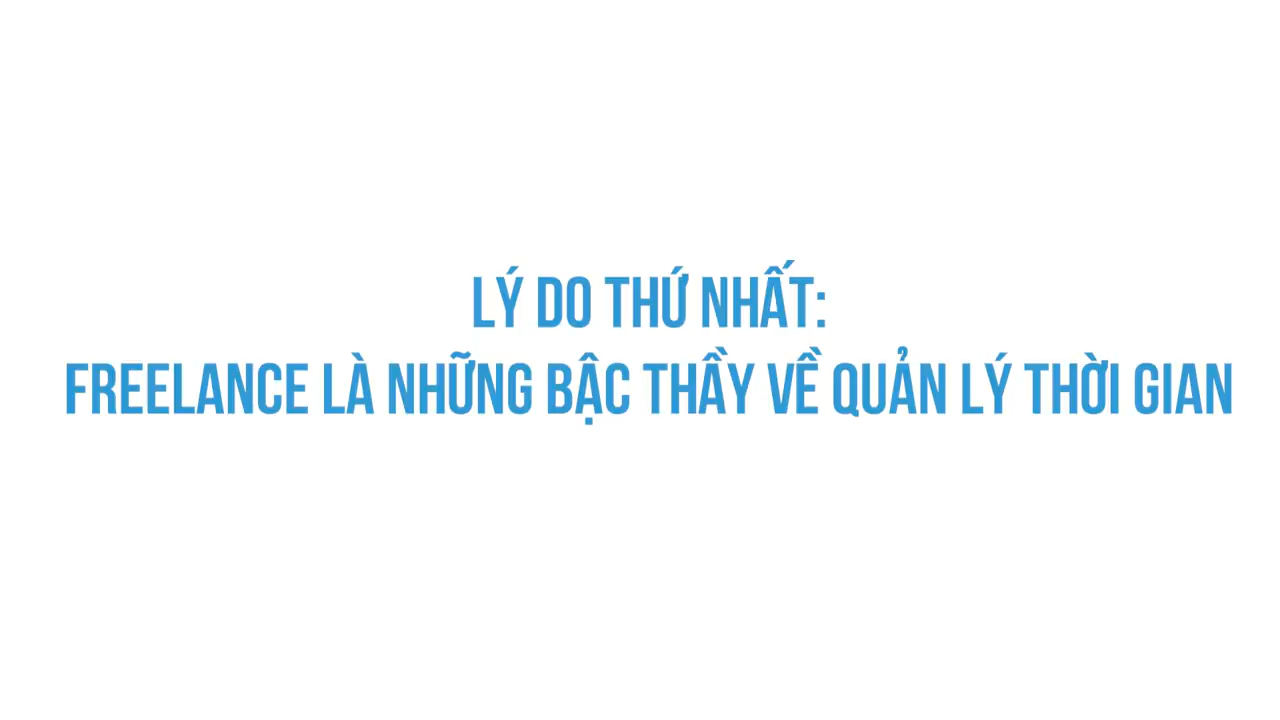 LÝ DO THỨ NHẤT:
FREELANCE LÀ NHỮNG BẬC THẦY VỀ QUẢN LÝ THỜI GIAN